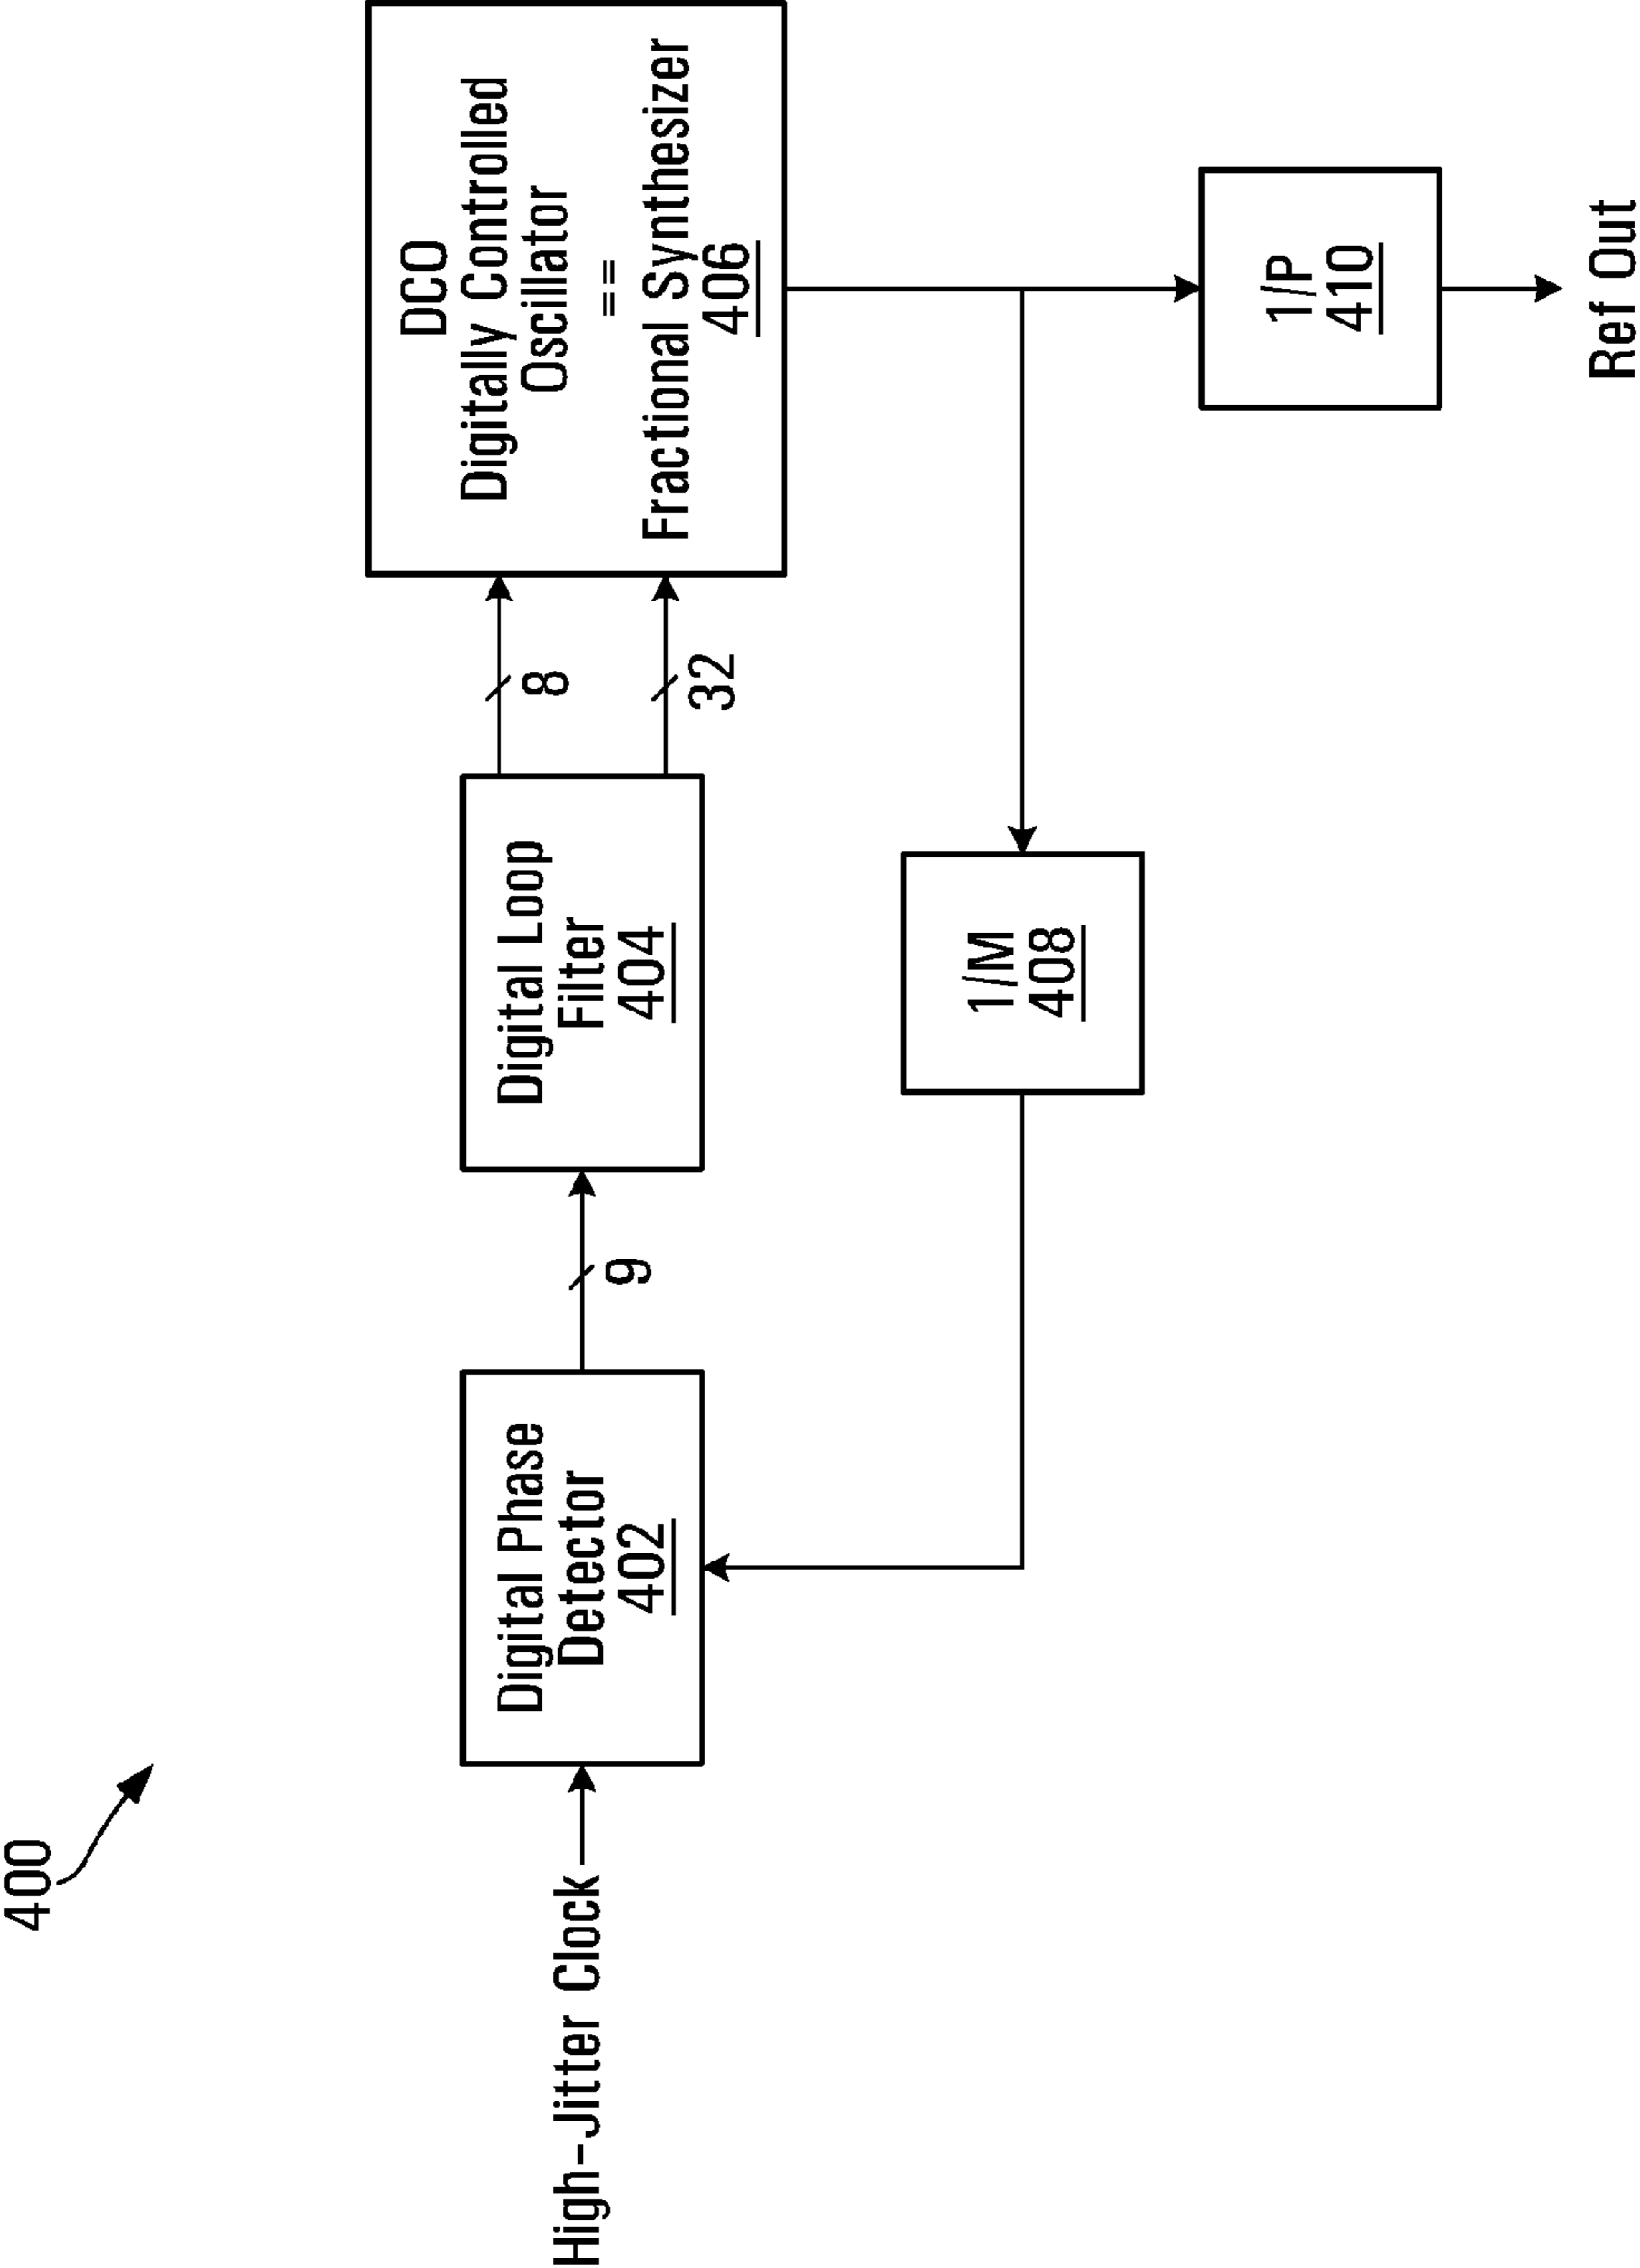 400
High-Jitter Clock
Digital Phase
Detector
402
9
Digital Loop
Filter
404
8
32
DCO
Digitally Controlled
Oscillator
==
Fractional Synthesizer
406
1/M
408
1/P
410
Ref Out